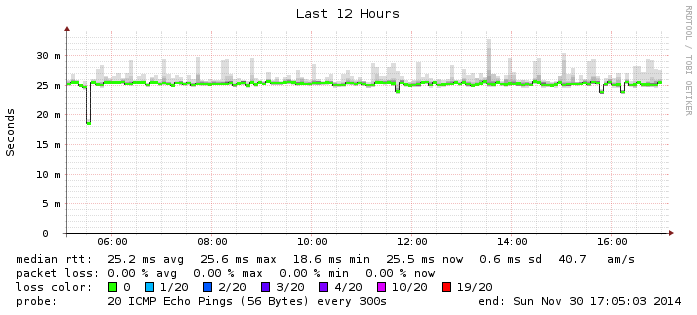 Last 12 Hours
RRDTOOL / TOBI OETIKER
Seconds
30 m
25 m
20 m
15 m
10 m
5 m
0
06:00 08:00 10:00 12:00 14:00 16:00
median rtt: 25.2 ms avg 25.6 ms max 18.6 ms min 25.5 ms now 0.6 ms sd 40.7 am/s
packet loss: 0.00 % avg 0.00 % max 0.00 % min 0.00 % now
loss color: 0 1/20 2/20 3/20 4/20 10/20 19/20
probe: 20 ICMP Echo Pings (56 Bytes) every 300s end: Sun Nov 30 17:05:03 2014